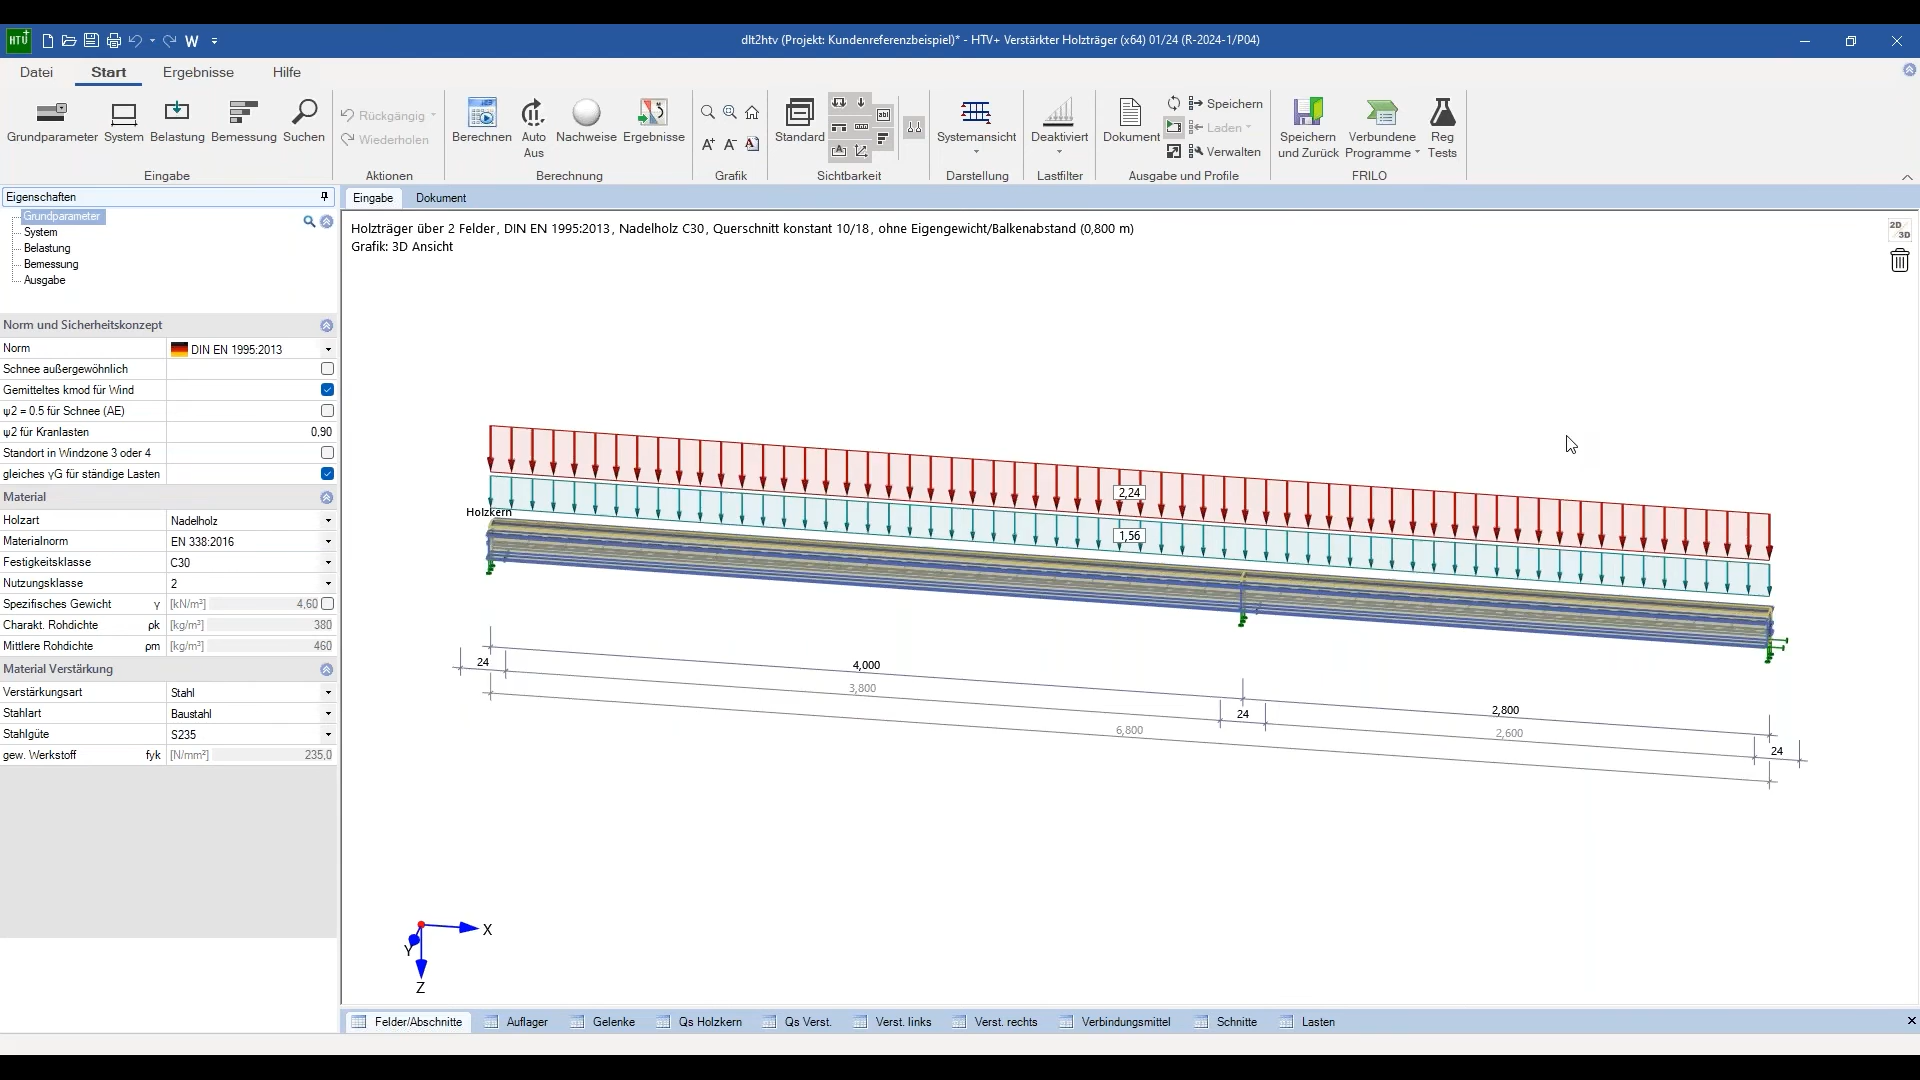 HTV+
W
dlt2htv (Projekt: Kundenreferenzbeispiel)* - HTV+ Verstärkter Holzträger (x64) 01/24 (R-2024-1/P04)
Datei Start Ergebnisse Hilfe
Grundparameter System Belastung Bemessung Suchen
Eingabe
Rückgängig
Wiederholen
Aktionen
Berechnen Auto Aus Nachweise Ergebnisse
Berechnung
A+ A- A
Grafik
Standard
Sichtbarkeit
Systemansicht
Darstellung
Deaktiviert
Lastfilter
Dokument
Speichern
Laden
Verwalten
Ausgabe und Profile
Speichern und Zurück Verbundene Programme Reg Tests
FRILO
Eigenschaften
Grundparameter
System
Belastung
Bemessung
Ausgabe
Norm und Sicherheitskonzept
Norm DIN EN 1995:2013
Schnee außergewöhnlich
Gemitteltes kmod für Wind
ψ2 = 0.5 für Schnee (AE)
ψ2 für Kranlasten 0,90
Standort in Windzone 3 oder 4
gleiches γG für ständige Lasten
Material
Holzart Nadelholz
Materialnorm EN 338:2016
Festigkeitsklasse C30
Nutzungsklasse 2
Spezifisches Gewicht γ [kN/m³] 4,60
Charakt. Rohdichte ρk [kg/m³] 380
Mittlere Rohdichte ρm [kg/m³] 460
Material Verstärkung
Verstärkungsart Stahl
Stahlart Baustahl
Stahlgüte S235
gew. Werkstoff fyk [N/mm²] 235,0
Eingabe Dokument
Holzträger über 2 Felder, DIN EN 1995:2013, Nadelholz C30, Querschnitt konstant 10/18, ohne Eigengewicht/Balkenabstand (0,800 m)
Grafik: 3D Ansicht
2D
3D
2,24
Holzkern
1,56
24
4,000
3,800
24
2,800
6,800
2,600
24
X
Y
Z
Felder/Abschnitte Auflager Gelenke Qs Holzkern Qs Verst. Verst. links Verst. rechts Verbindungsmittel Schnitte Lasten